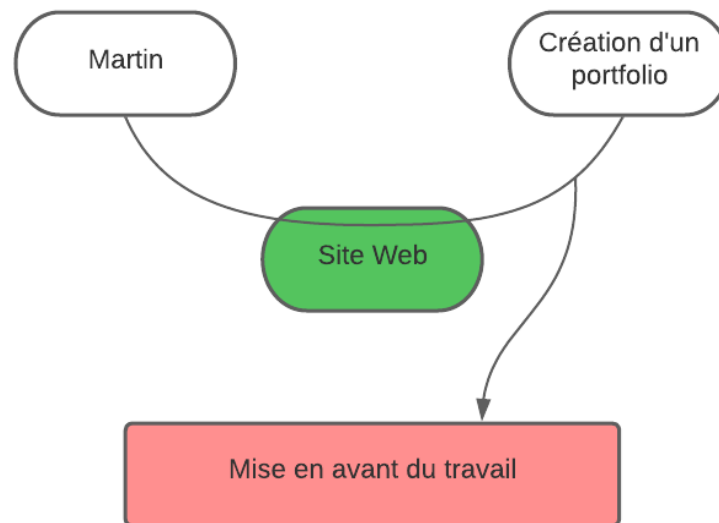 Martin
Création d'un
portfolio
Site Web
Mise en avant du travail